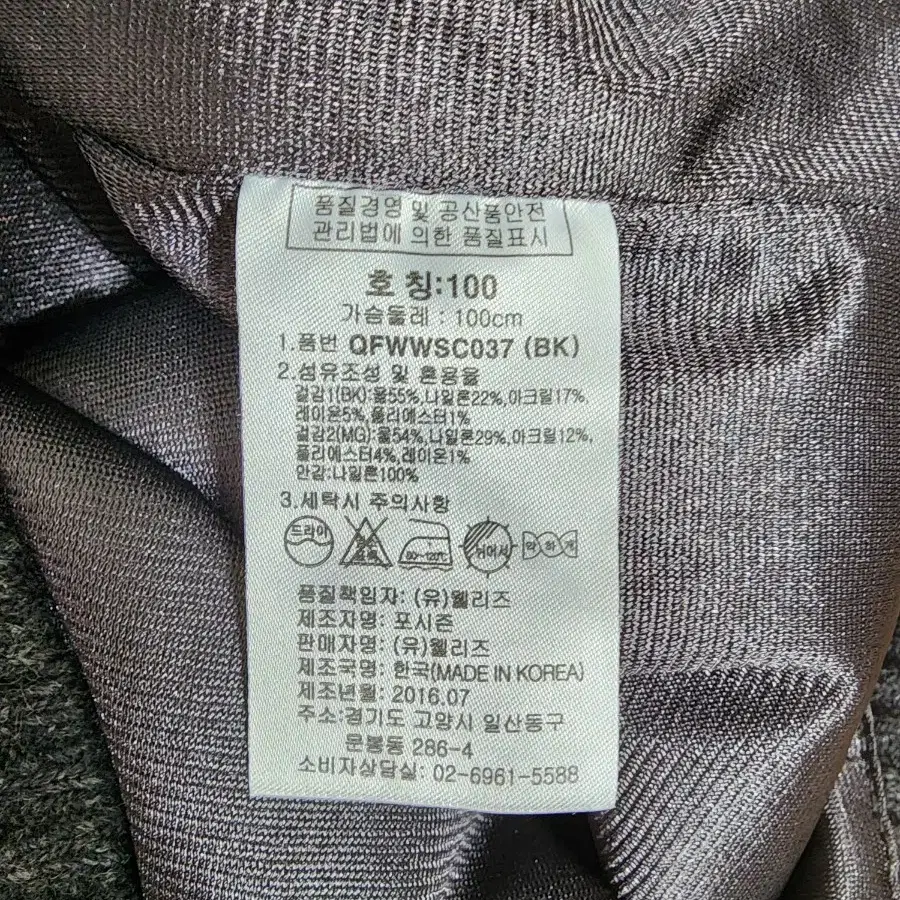 품질경영 및 공산품안전
관리법에 의한 품질표시
호 칭:100
가슴둘레 : 100cm
1.품번 QFWWSC037 (BK)
2.섬유조성 및 혼용율
겉감1(BK):울55%,나일론22%,아크릴17%,
레이온5%,폴리에스터1%
겉감2(MG):울54%,나일론29%,아크릴12%,
폴리에스터4%,레이온1%
안감:나일론100%
3.세탁시 주의사항
드라이
80~120℃
뉘어서
약하게
품질책임자: (유)웰리즈
제조자명: 포시즌
판매자명: (유)웰리즈
제조국명: 한국(MADE IN KOREA)
제조년월: 2016.07
주소:경기도 고양시 일산동구
문봉동 286-4
소비자상담실: 02-6961-5588